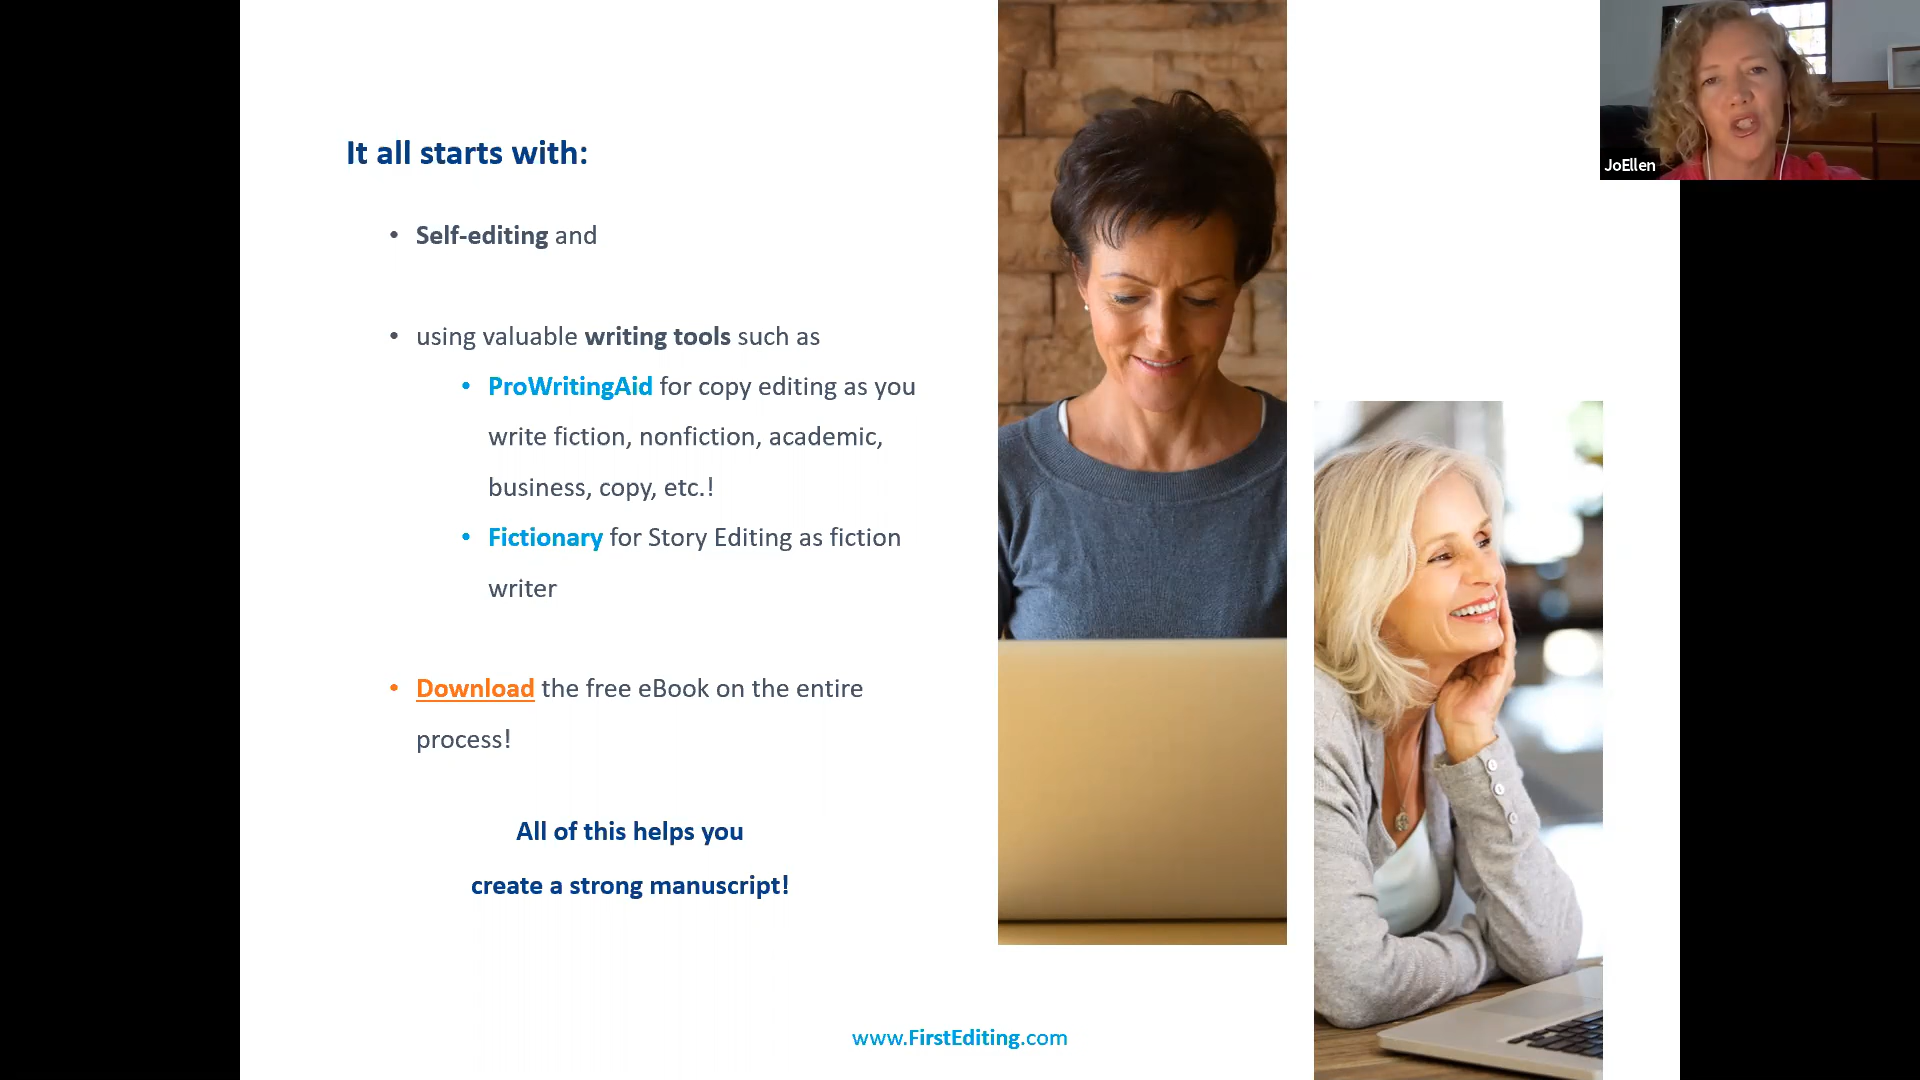 It all starts with:
• Self-editing and
• using valuable writing tools such as
• ProWritingAid for copy editing as you
write fiction, nonfiction, academic,
business, copy, etc.!
• Fictionary for Story Editing as fiction
writer
• Download the free eBook on the entire
process!
All of this helps you
create a strong manuscript!
www.FirstEditing.com
JoEllen